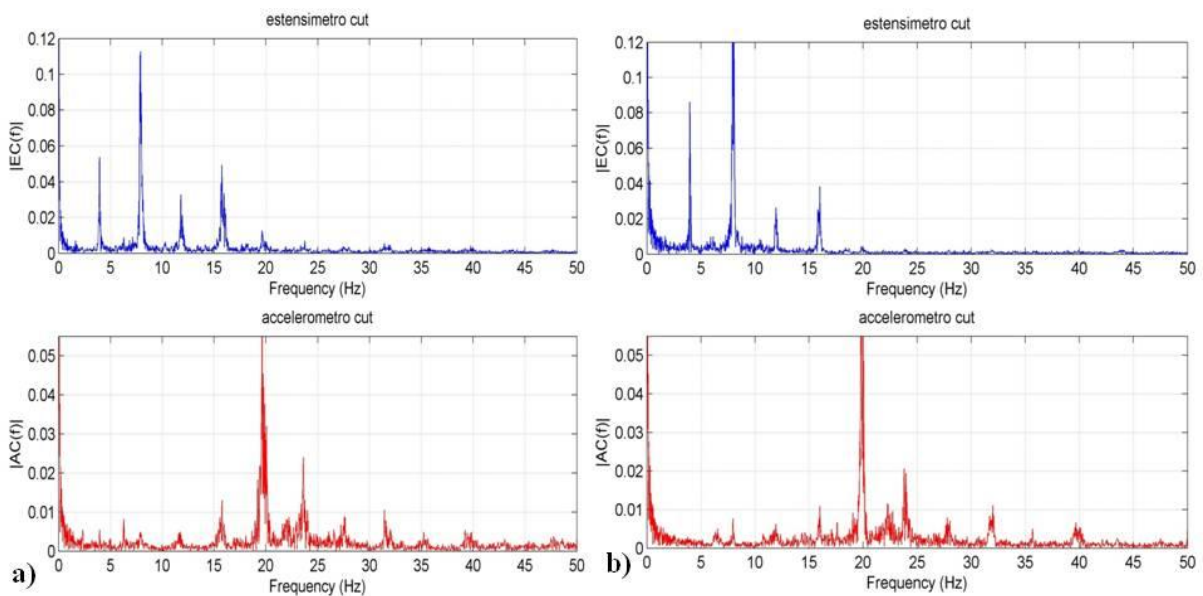 estensimetro cut
0.12
0.1
0.08
0.06
0.04
0.02
0
|EC(f)|
0 5 10 15 20 25 30 35 40 45 50
Frequency (Hz)
accelerometro cut
0.05
0.04
0.03
0.02
0.01
0
|AC(f)|
0 5 10 15 20 25 30 35 40 45 50
Frequency (Hz)
a)
estensimetro cut
0.12
0.1
0.08
0.06
0.04
0.02
0
|EC(f)|
0 5 10 15 20 25 30 35 40 45 50
Frequency (Hz)
accelerometro cut
0.05
0.04
0.03
0.02
0.01
0
|AC(f)|
0 5 10 15 20 25 30 35 40 45 50
Frequency (Hz)
b)